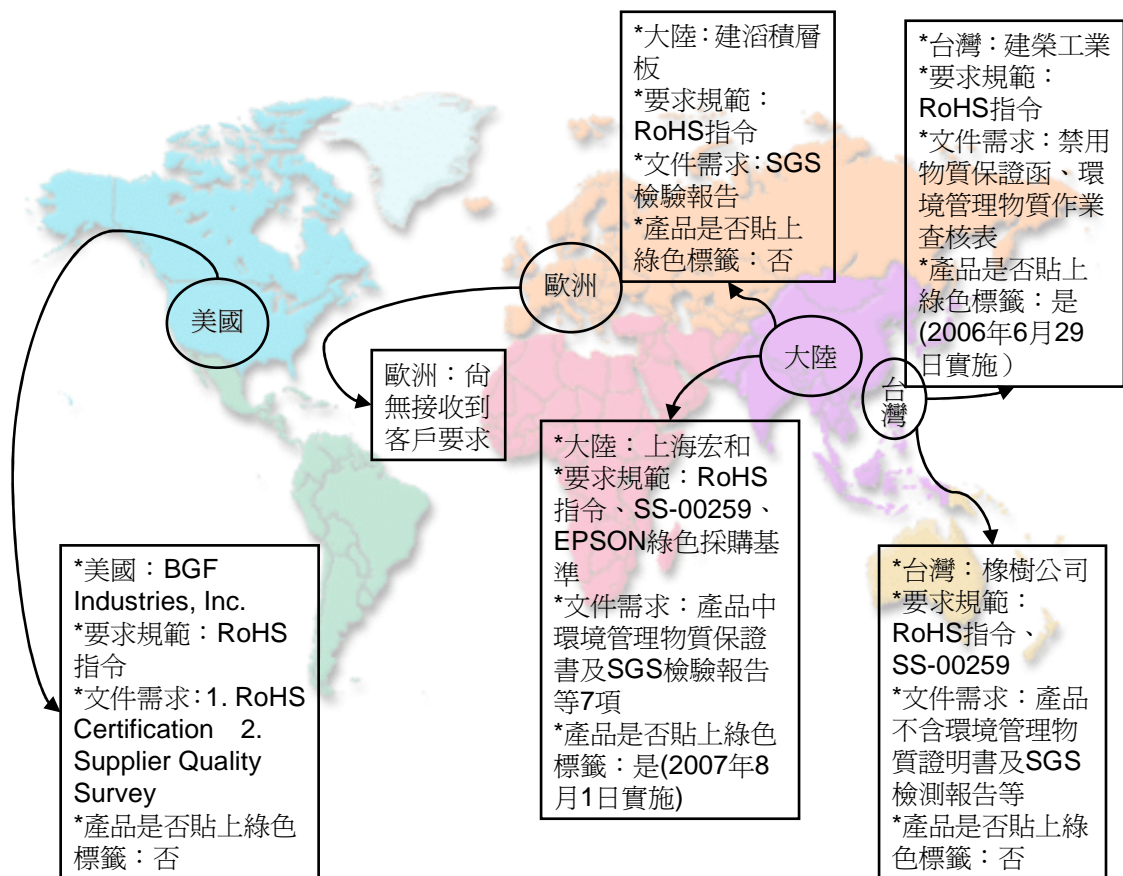 *大陸：建滔積層
板
*要求規範：
RoHS指令
*文件需求：SGS
檢驗報告
*產品是否貼上
綠色標籤：否
*台灣：建榮工業
*要求規範：
RoHS指令
*文件需求：禁用
物質保證函、環
境管理物質作業
查核表
*產品是否貼上
綠色標籤：是
(2006年6月29
日實施）
美國
歐洲
大陸
台
灣
歐洲：尙
無接收到
客戶要求
*大陸：上海宏和
*要求規範：RoHS
指令、SS-00259、
EPSON綠色採購基
準
*文件需求：產品中
環境管理物質保證
書及SGS檢驗報告
等7項
*產品是否貼上綠色
標籤：是(2007年8
月1日實施)
*美國：BGF
Industries, Inc.
*要求規範：RoHS
指令
*文件需求：1. RoHS
Certification 2.
Supplier Quality
Survey
*產品是否貼上綠色
標籤：否
*台灣：橡樹公司
*要求規範：
RoHS指令、
SS-00259
*文件需求：產品
不含環境管理物
質證明書及SGS
檢測報告等
*產品是否貼上綠
色標籤：否